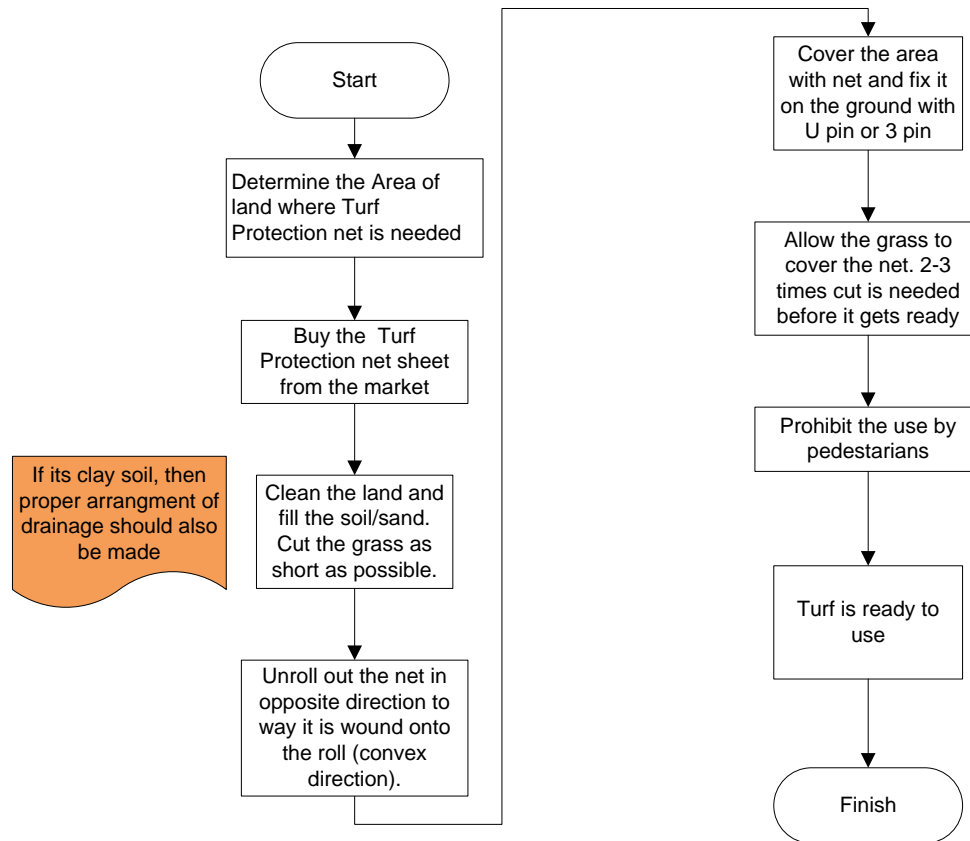 Start
Determine the Area of
land where Turf
Protection net is needed
Buy the  Turf
Protection net sheet
from the market
If its clay soil, then
proper arrangment of
drainage should also
be made
Clean the land and
fill the soil/sand.
Cut the grass as
short as possible.
Unroll out the net in
opposite direction to
way it is wound onto
the roll (convex
direction).
Cover the area
with net and fix it
on the ground with
U pin or 3 pin
Allow the grass to
cover the net. 2-3
times cut is needed
before it gets ready
Prohibit the use by
pedestarians
Turf is ready to
use
Finish